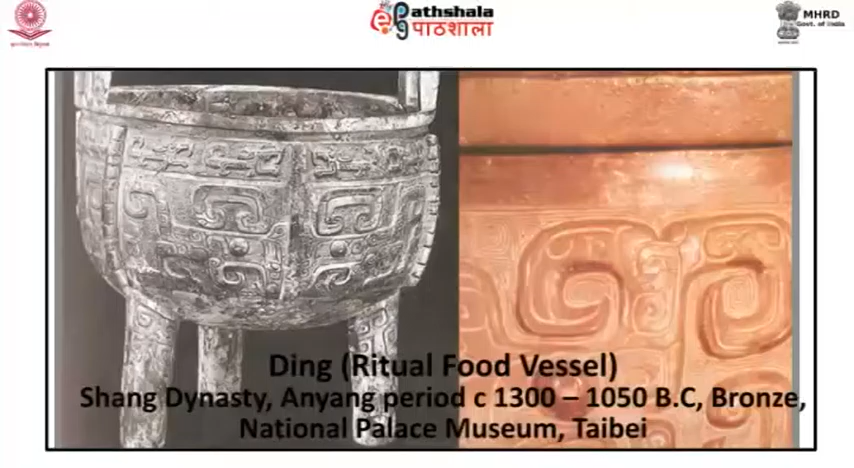 epathshala
पाठशाला
MHRD
Govt. of India
Ding (Ritual Food Vessel)
Shang Dynasty, Anyang period c 1300 – 1050 B.C, Bronze,
National Palace Museum, Taibei